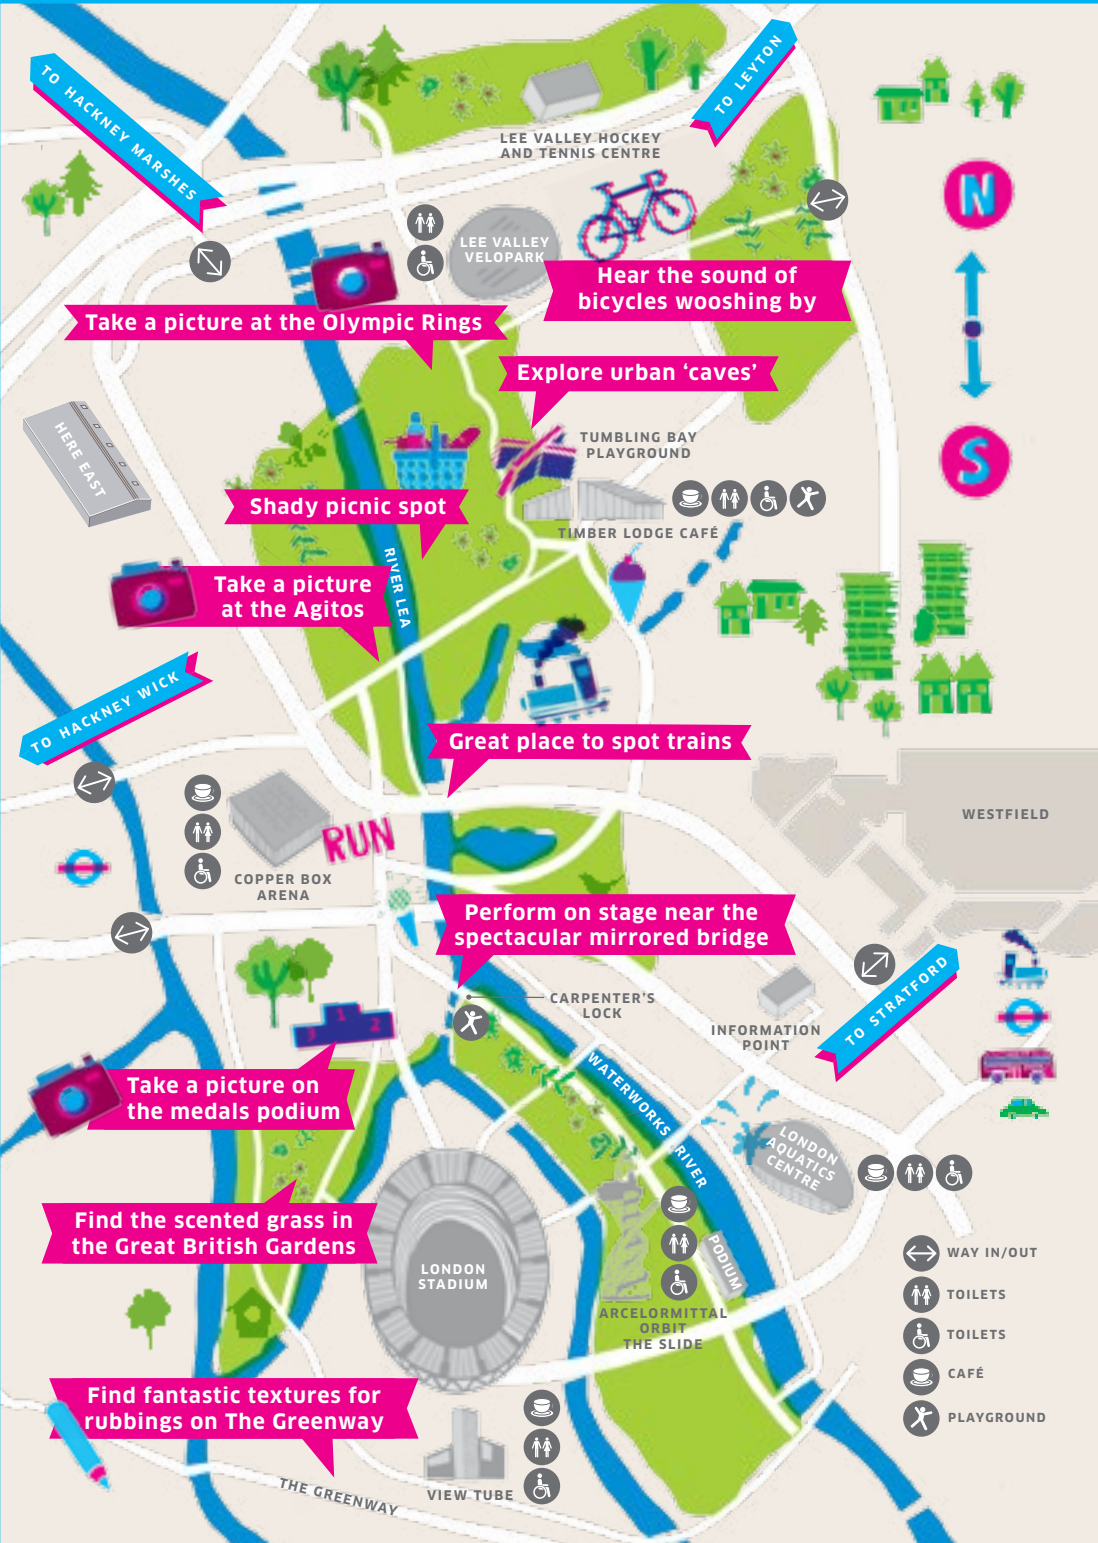 TO HACKNEY MARSHES
TO LEYTON
LEE VALLEY HOCKEY
AND TENNIS CENTRE
N
LEE VALLEY
VELOPARK
Hear the sound of
bicycles wooshing by
Take a picture at the Olympic Rings
Explore urban ‘caves’
HERE EAST
TUMBLING BAY
PLAYGROUND
S
Shady picnic spot
TIMBER LODGE CAFÉ
RIVER LEA
Take a picture
at the Agitos
TO HACKNEY WICK
Great place to spot trains
WESTFIELD
RUN
COPPER BOX
ARENA
Perform on stage near the
spectacular mirrored bridge
CARPENTER'S
LOCK
INFORMATION
POINT
TO STRATFORD
1
2
3
Take a picture on
the medals podium
WATERWORKS RIVER
LONDON
AQUATICS
CENTRE
Find the scented grass in
the Great British Gardens
LONDON
STADIUM
PODIUM
ARCELORMITTAL
ORBIT
THE SLIDE
WAY IN/OUT
TOILETS
TOILETS
CAFÉ
PLAYGROUND
Find fantastic textures for
rubbings on The Greenway
THE GREENWAY
VIEW TUBE